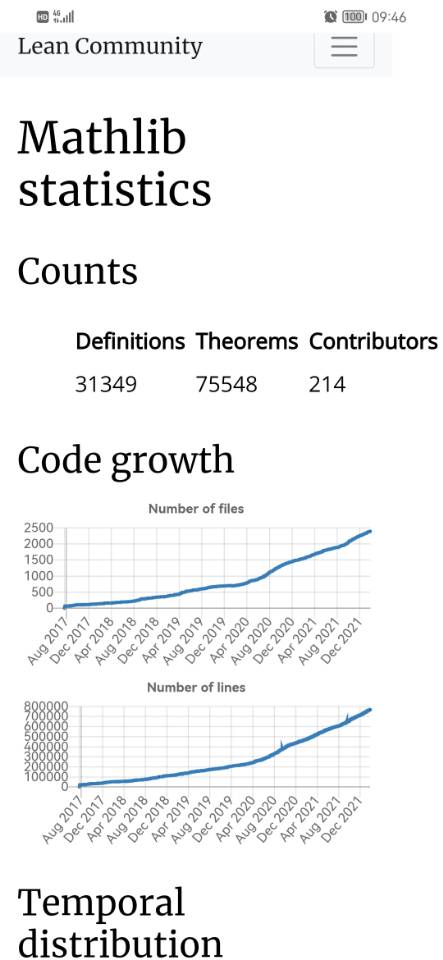 HD 4G 100 09:46
Lean Community
Mathlib
statistics
Counts
Definitions Theorems Contributors
31349 75548 214
Code growth
Number of files
2500
2000
1500
1000
500
0
Aug 2017 Dec 2017 Apr 2018 Aug 2018 Dec 2018 Apr 2019 Aug 2019 Dec 2019 Apr 2020 Aug 2020 Dec 2020 Apr 2021 Aug 2021 Dec 2021
Number of lines
800000
700000
600000
500000
400000
300000
200000
100000
0
Aug 2017 Dec 2017 Apr 2018 Aug 2018 Dec 2018 Apr 2019 Aug 2019 Dec 2019 Apr 2020 Aug 2020 Dec 2020 Apr 2021 Aug 2021 Dec 2021
Temporal
distribution